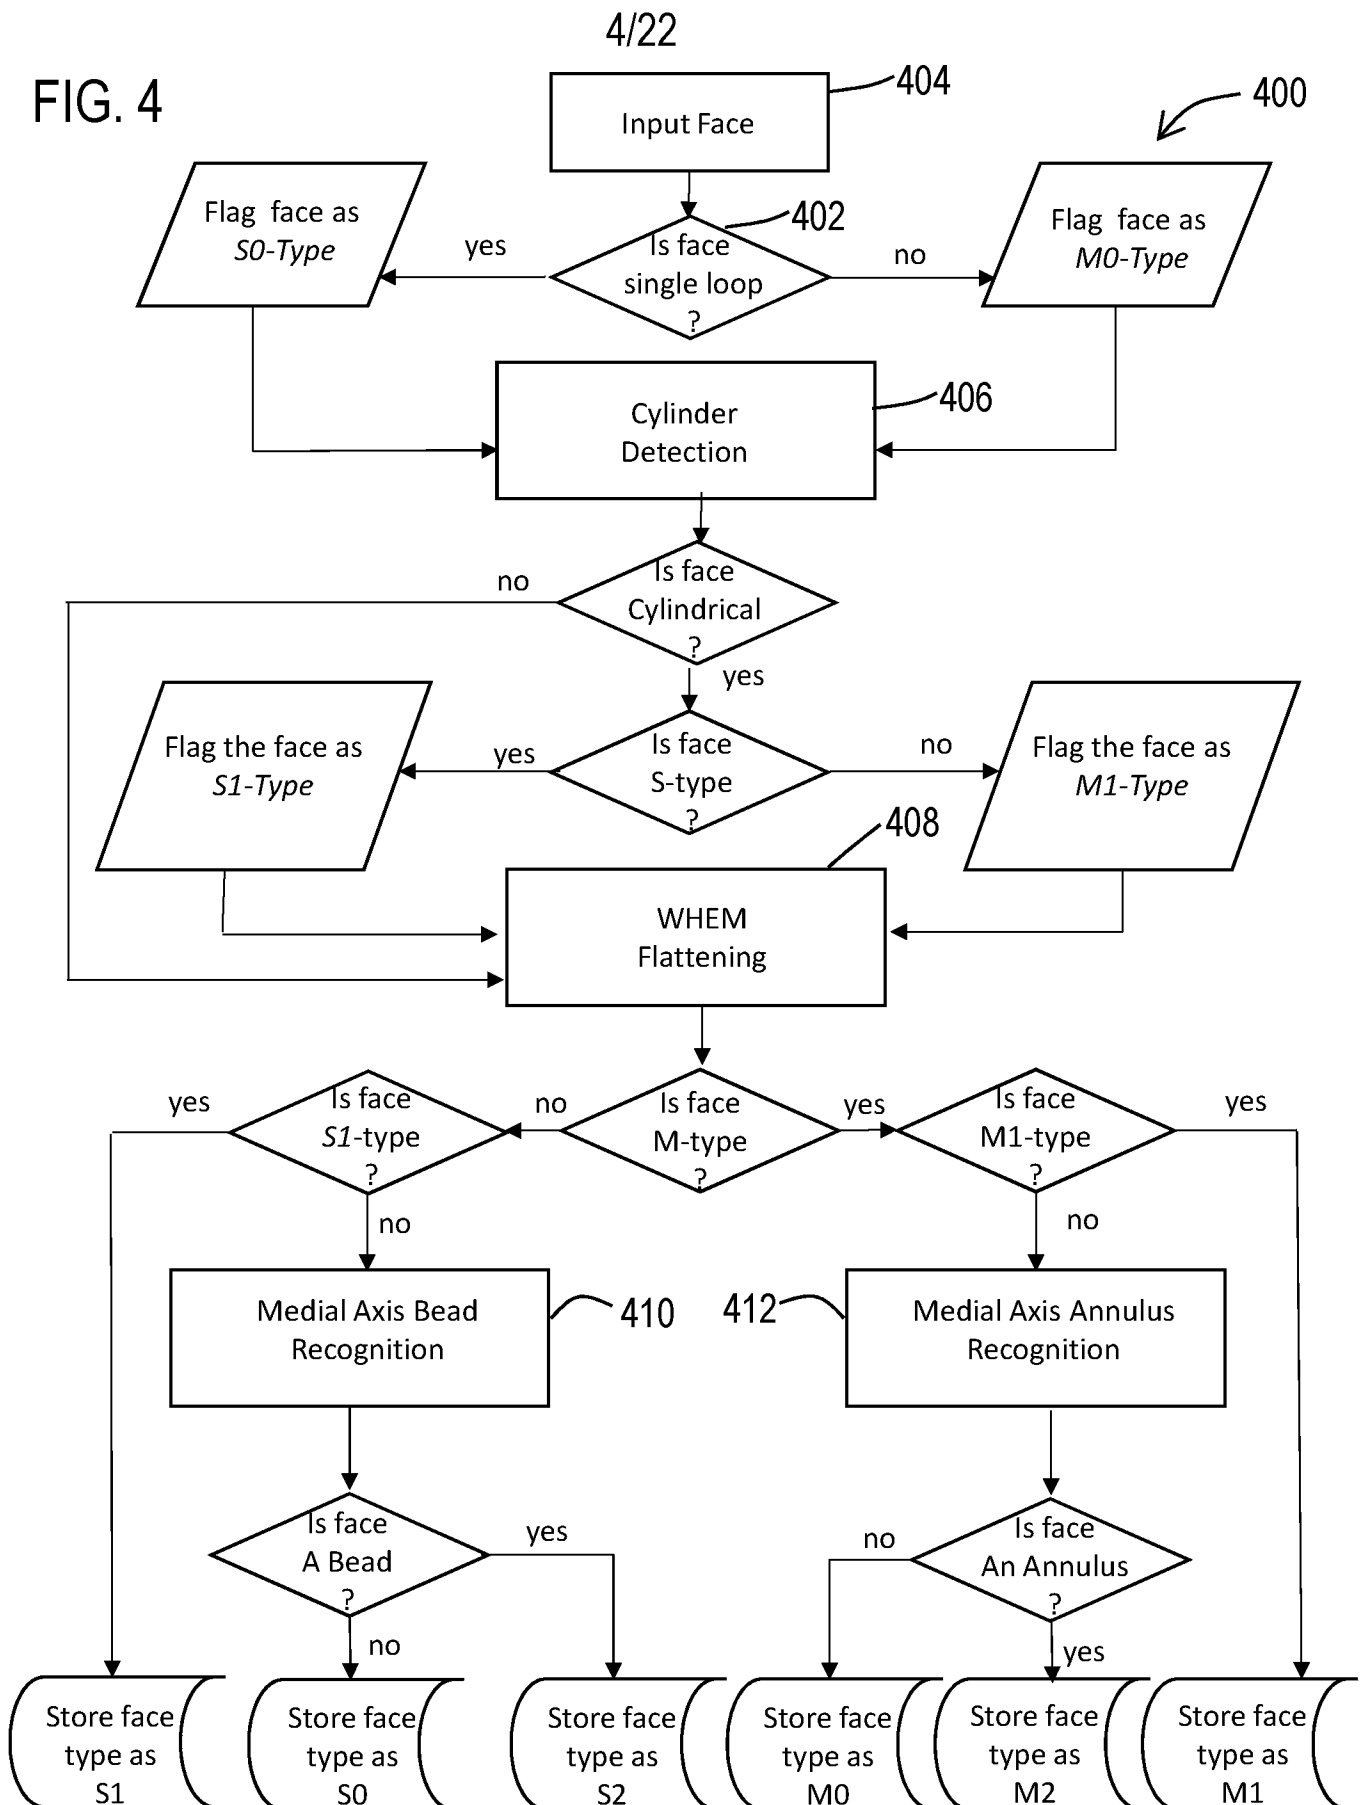 4/22
FIG. 4
404
400
Input Face
402
Flag face as
S0-Type
yes
Is face
single loop
?
no
Flag face as
M0-Type
406
Cylinder
Detection
no
Is face
Cylindrical
?
yes
Flag the face as
S1-Type
yes
Is face
S-type
?
no
Flag the face as
M1-Type
408
WHEM
Flattening
yes
Is face
S1-type
?
no
Is face
M-type
?
yes
Is face
M1-type
?
yes
no
no
Medial Axis Bead
Recognition
410
412
Medial Axis Annulus
Recognition
Is face
A Bead
?
yes
no
no
Is face
An Annulus
?
yes
Store face
type as
S1
Store face
type as
S0
Store face
type as
S2
Store face
type as
M0
Store face
type as
M2
Store face
type as
M1